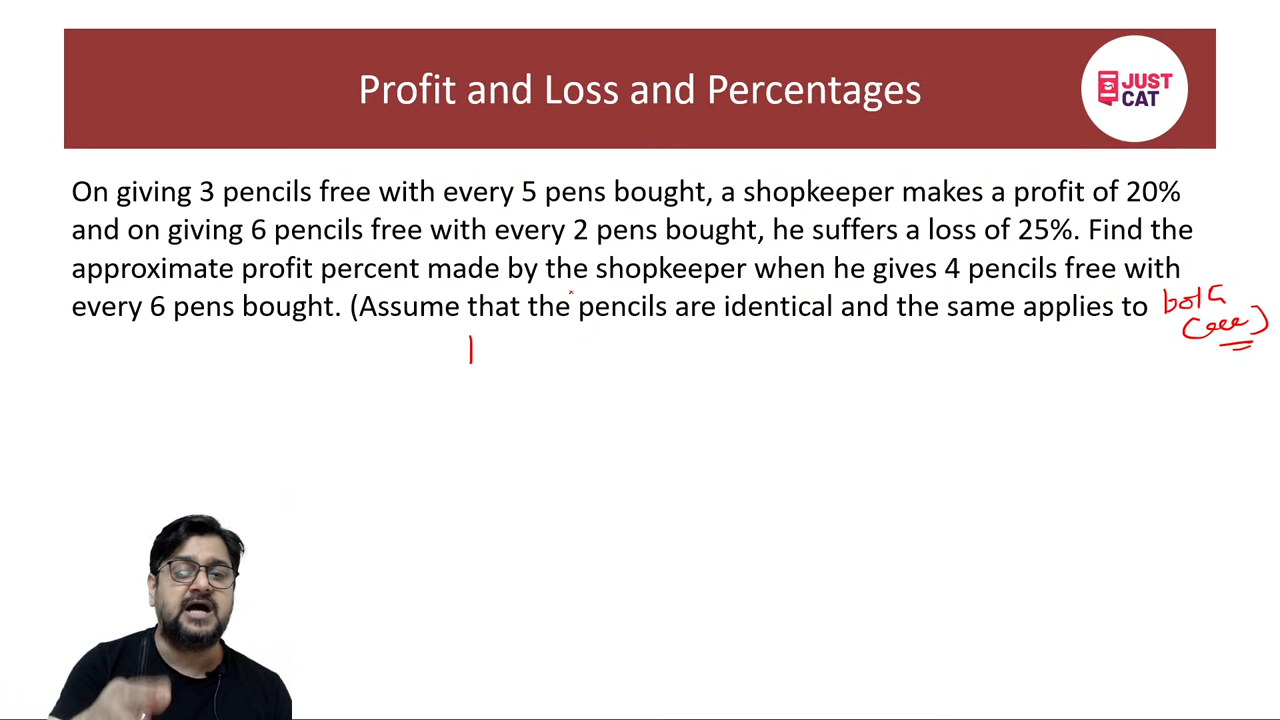 Profit and Loss and Percentages
JUST
CAT
On giving 3 pencils free with every 5 pens bought, a shopkeeper makes a profit of 20%
and on giving 6 pencils free with every 2 pens bought, he suffers a loss of 25%. Find the
approximate profit percent made by the shopkeeper when he gives 4 pencils free with
every 6 pens bought. (Assume that the pencils are identical and the same applies to
both